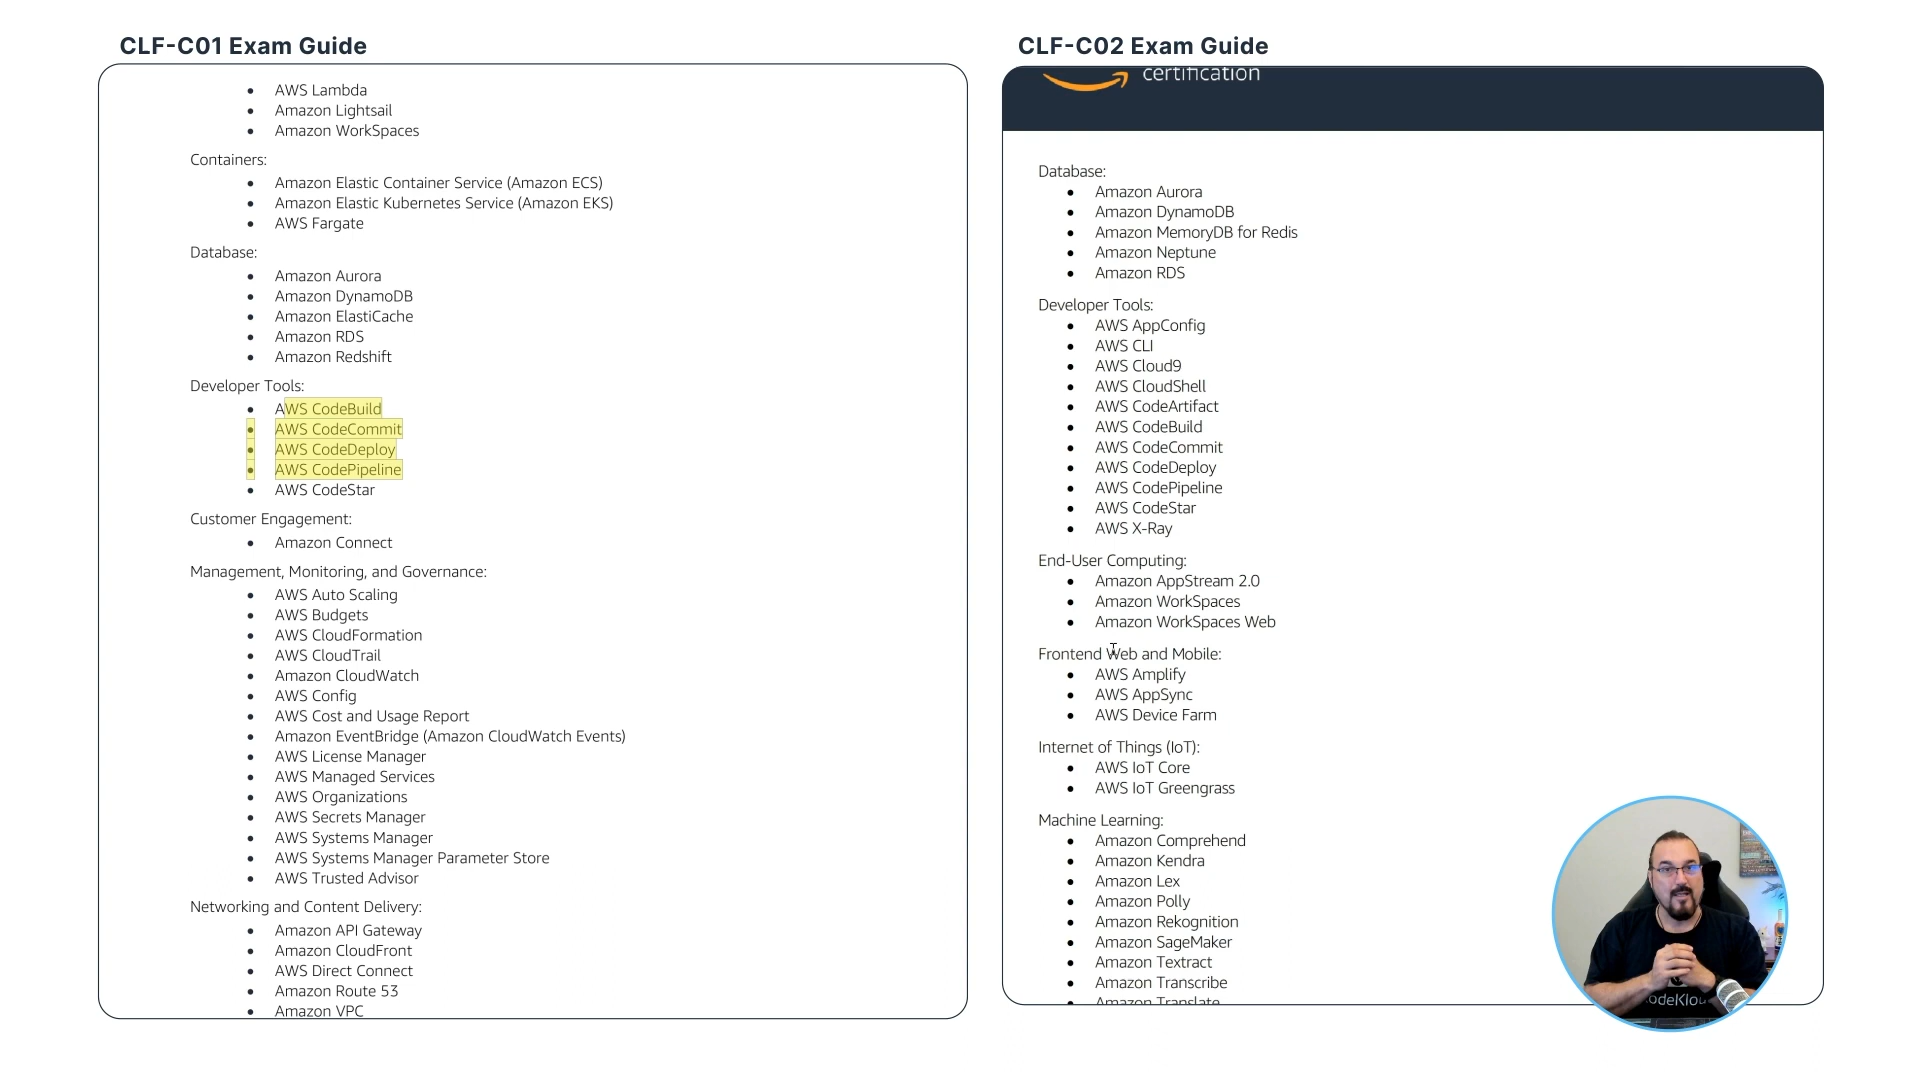 CLF-C01 Exam Guide
AWS Lambda
Amazon Lightsail
Amazon WorkSpaces
Containers:
Amazon Elastic Container Service (Amazon ECS)
Amazon Elastic Kubernetes Service (Amazon EKS)
AWS Fargate
Database:
Amazon Aurora
Amazon DynamoDB
Amazon ElastiCache
Amazon RDS
Amazon Redshift
Developer Tools:
AWS CodeBuild
AWS CodeCommit
AWS CodeDeploy
AWS CodePipeline
AWS CodeStar
Customer Engagement:
Amazon Connect
Management, Monitoring, and Governance:
AWS Auto Scaling
AWS Budgets
AWS CloudFormation
AWS CloudTrail
Amazon CloudWatch
AWS Config
AWS Cost and Usage Report
Amazon EventBridge (Amazon CloudWatch Events)
AWS License Manager
AWS Managed Services
AWS Organizations
AWS Secrets Manager
AWS Systems Manager
AWS Systems Manager Parameter Store
AWS Trusted Advisor
Networking and Content Delivery:
Amazon API Gateway
Amazon CloudFront
AWS Direct Connect
Amazon Route 53
Amazon VPC
CLF-C02 Exam Guide
certification
Database:
Amazon Aurora
Amazon DynamoDB
Amazon MemoryDB for Redis
Amazon Neptune
Amazon RDS
Developer Tools:
AWS AppConfig
AWS CLI
AWS Cloud9
AWS CloudShell
AWS CodeArtifact
AWS CodeBuild
AWS CodeCommit
AWS CodeDeploy
AWS CodePipeline
AWS CodeStar
AWS X-Ray
End-User Computing:
Amazon AppStream 2.0
Amazon WorkSpaces
Amazon WorkSpaces Web
Frontend Web and Mobile:
AWS Amplify
AWS AppSync
AWS Device Farm
Internet of Things (IoT):
AWS IoT Core
AWS IoT Greengrass
Machine Learning:
Amazon Comprehend
Amazon Kendra
Amazon Lex
Amazon Polly
Amazon Rekognition
Amazon SageMaker
Amazon Textract
Amazon Transcribe
Amazon Translate